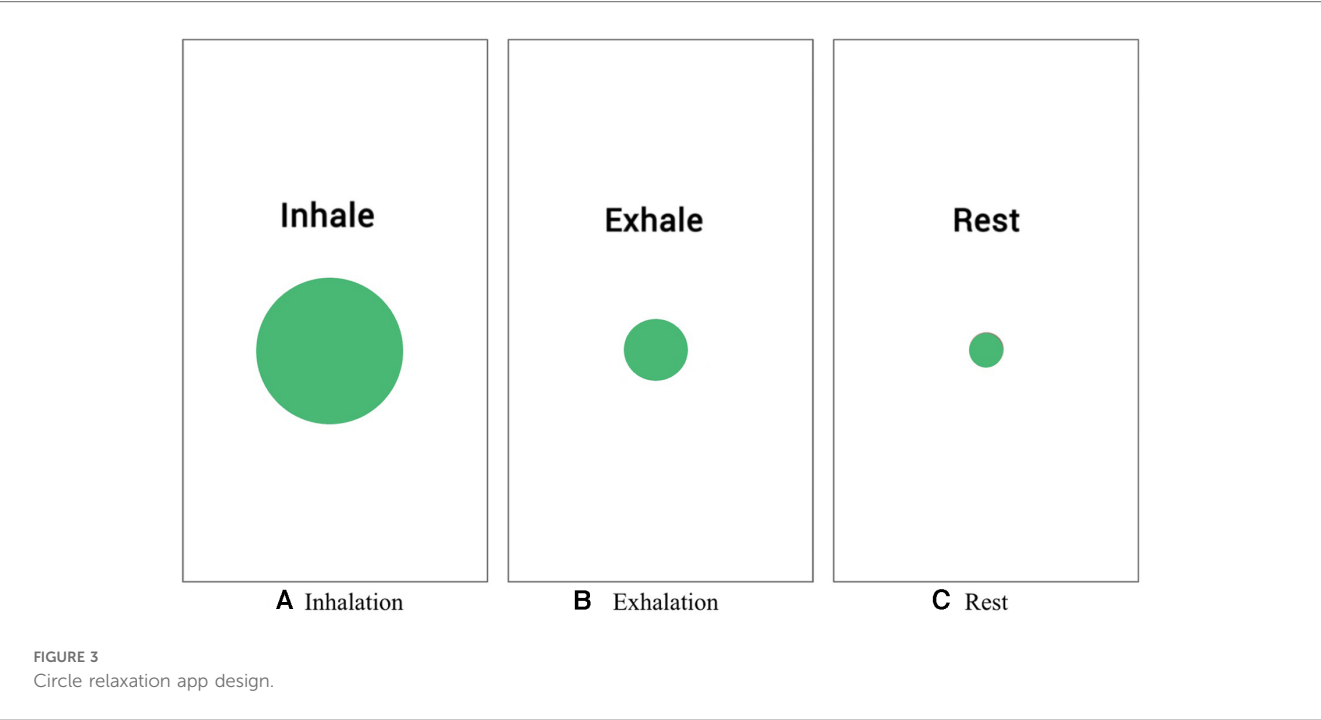 Inhale
Exhale
Rest
A Inhalation
B Exhalation
C Rest
FIGURE 3
Circle relaxation app design.